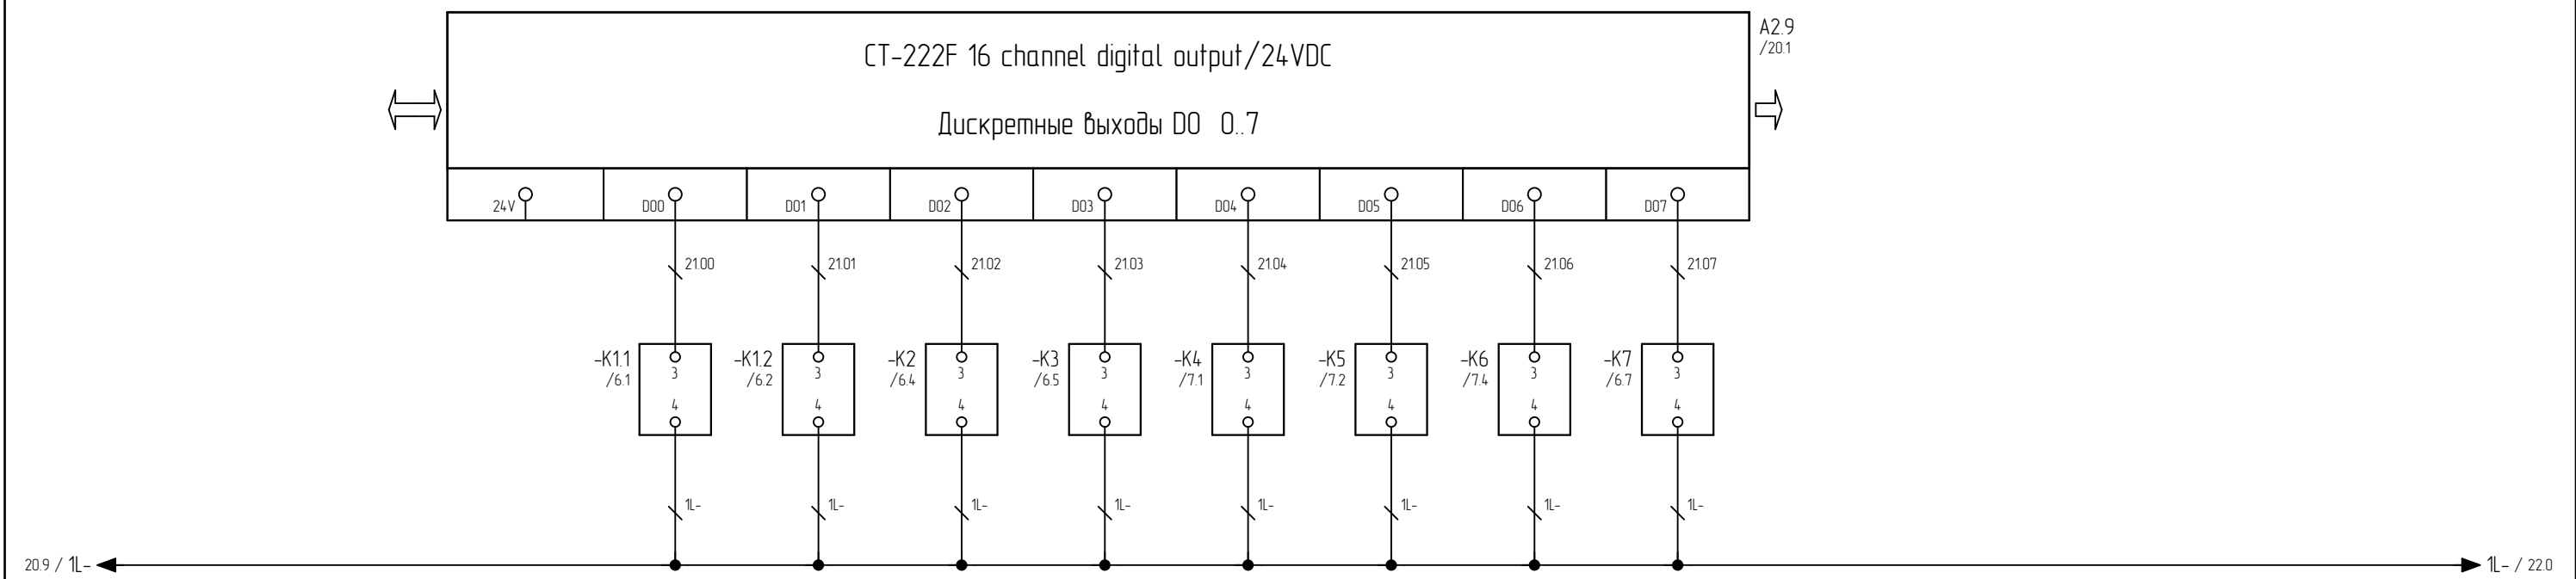 A2.9
/20.1
CT-222F 16 channel digital output/24VDC
Дискретные выходы DO 0..7
24V DO0 DO1 DO2 DO3 DO4 DO5 DO6 DO7
21.00 21.01 21.02 21.03 21.04 21.05 21.06 21.07
-K1.1 -K1.2 -K2 -K3 -K4 -K5 -K6 -K7
/6.1 /6.2 /6.4 /6.5 /7.1 /7.2 /7.4 /6.7
3 3 3 3 3 3 3 3
4 4 4 4 4 4 4 4
1L- 1L- 1L- 1L- 1L- 1L- 1L- 1L-
20.9 / 1L- 1L- / 22.0